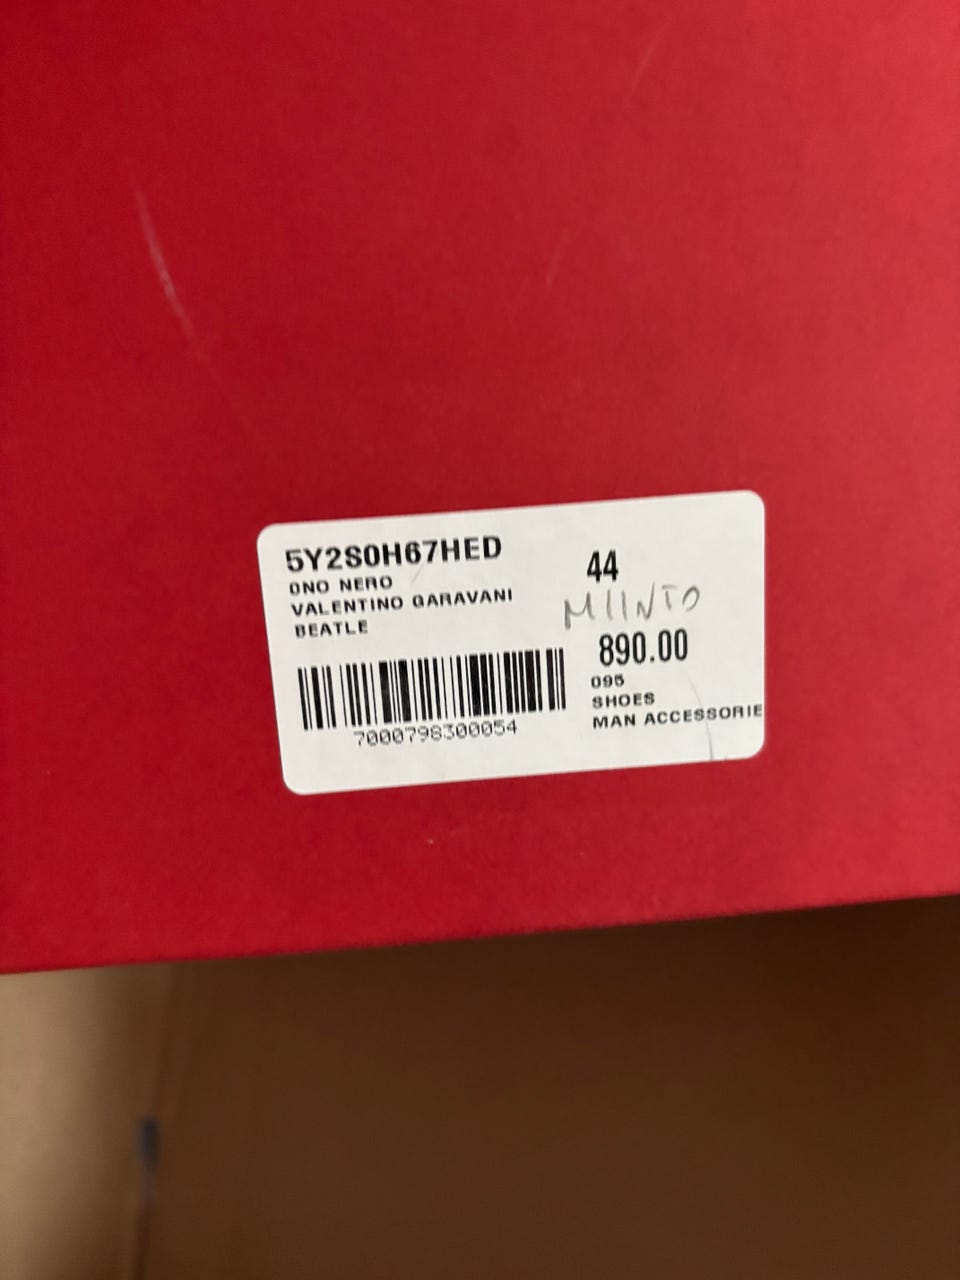 5Y2S0H67HED
0NO NERO
VALENTINO GARAVANI
BEATLE
7000798300054
44
MIINTO
890.00
095
SHOES
MAN ACCESSORIE